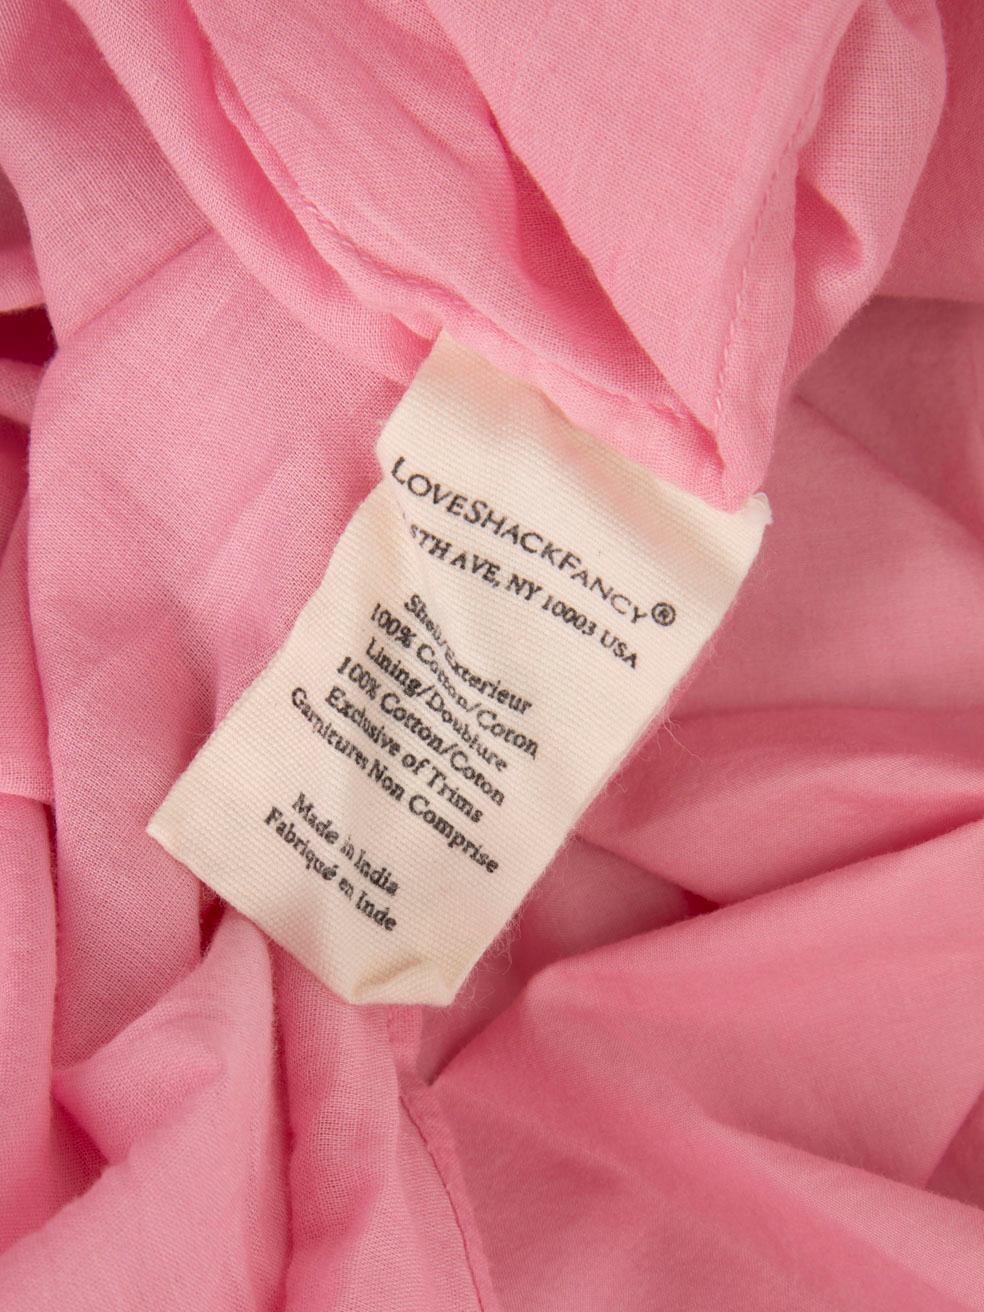 LOVESHACKFANCY®
5TH AVE, NY 10003 USA
Shell/Exterieur
100% Cotton/Coton
Lining/Doublure
100% Cotton/Coton
Exclusive of Trims
Garnitures Non Comprise
Made in India
Fabriqué en Inde